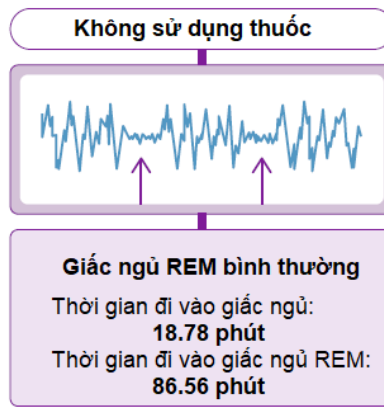 Không sử dụng thuốc
Giấc ngủ REM bình thường
Thời gian đi vào giấc ngủ:
18.78 phút
Thời gian đi vào giấc ngủ REM:
86.56 phút